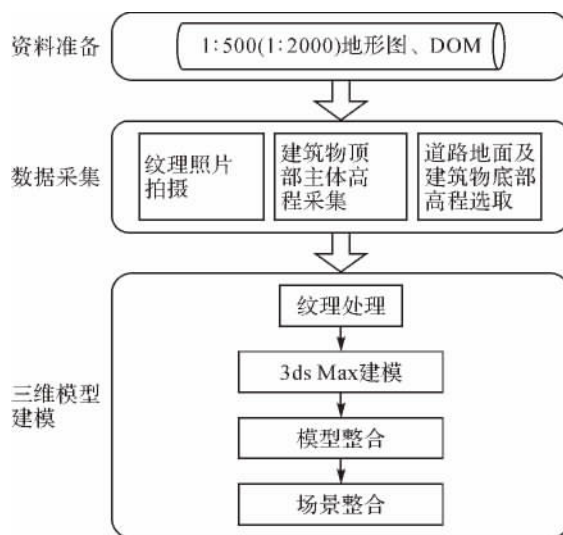 资料准备
1:500(1:2000)地形图、DOM
数据采集
纹理照片
拍摄
建筑物顶
部主体高
程采集
道路地面及
建筑物底部
高程选取
三维模型
建模
纹理处理
3ds Max建模
模型整合
场景整合